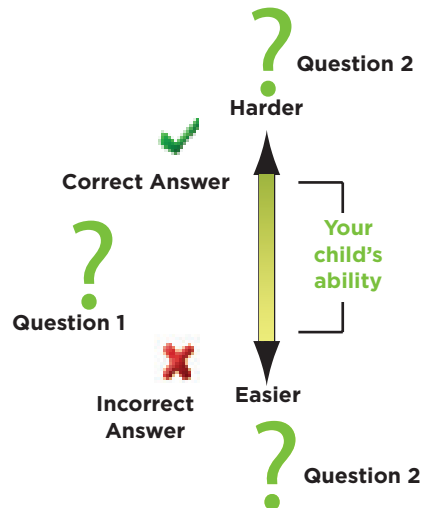 ?
Question 2
Harder
Correct Answer
Your
child's
ability
?
Question 1
Incorrect
Answer
Easier
?
Question 2